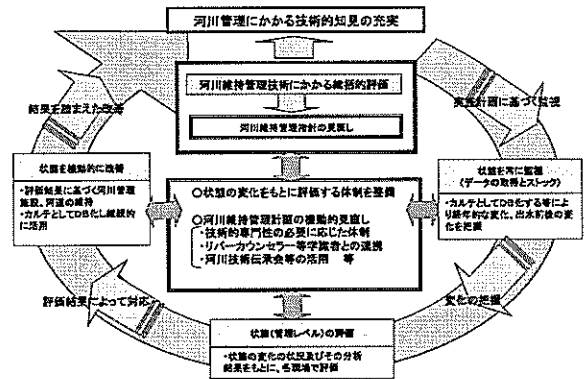 河川管理にかかる技術的知見の充実
河川維持管理技術にかかる総括的評価
河川維持管理指針の見直し
結果を踏まえた改善
実施計画に基づく監視
状態を機動的に改善
・評価結果に基づく河川管理
施設、河道の維持
・カルテとしてDB化し継続的
に活用
○状態の変化をもとに評価する体制を整備
○河川維持管理計画の機動的見直し
・技術的専門性の必要に応じた体制
・リバーカウンセラー等学識者との連携
・河川技術伝承会等の活用 等
状態を常に監視
(データの取得とストック)
・カルテとしてDB化する等によ
り経年的な変化、出水前後の変化
を把握
評価結果によって対応
変化の把握
状態(管理レベル)の評価
・状態の変化の状況及びその分析
結果をもとに、各現場で評価